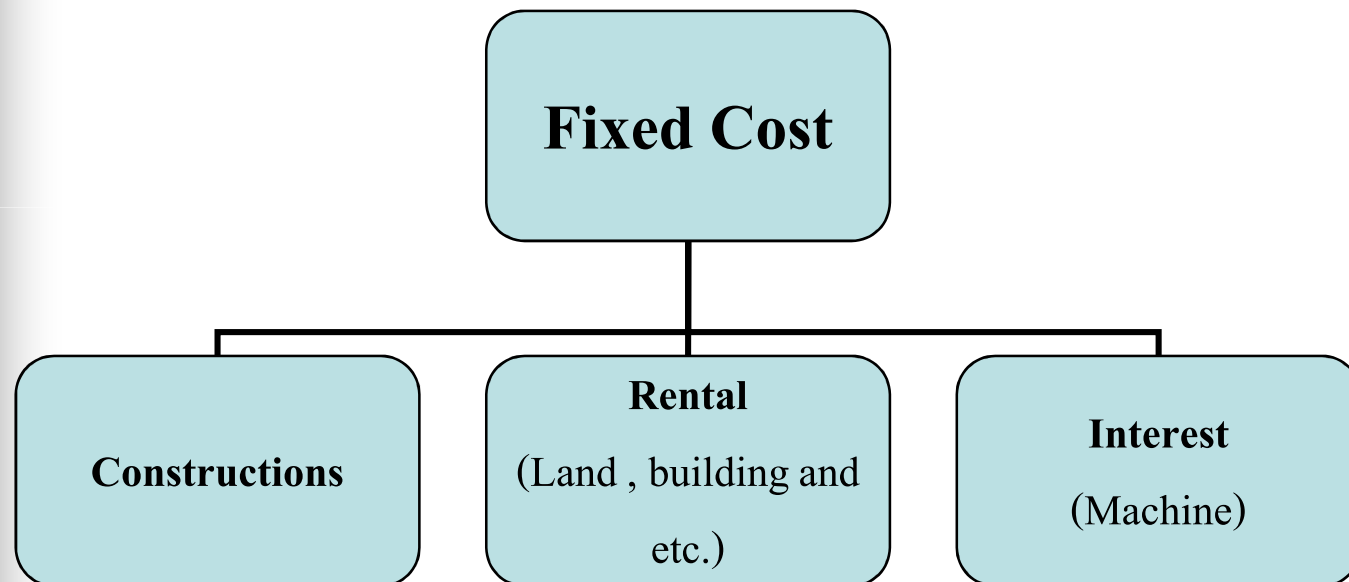 Fixed Cost
Constructions
Rental
(Land , building and
etc.)
Interest
(Machine)